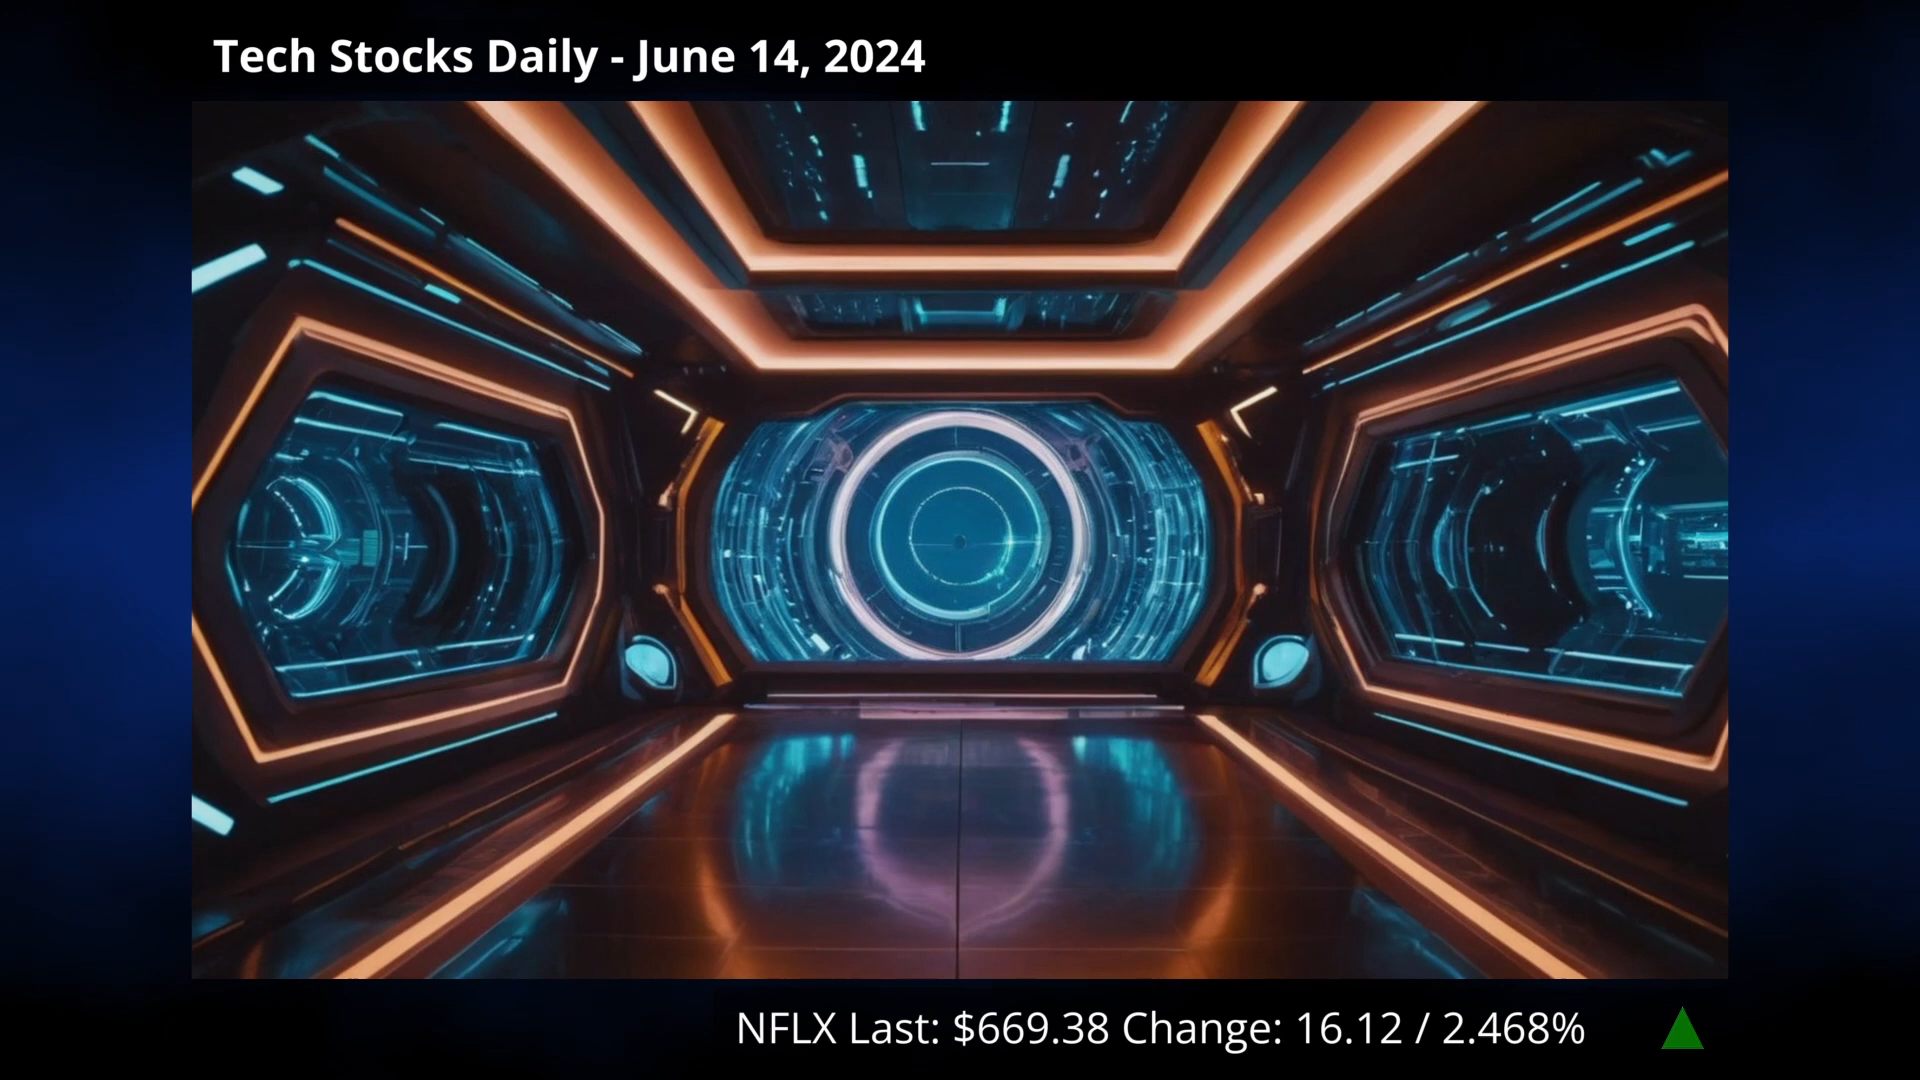 Tech Stocks Daily - June 14, 2024
NFLX Last: $669.38 Change: 16.12 / 2.468%